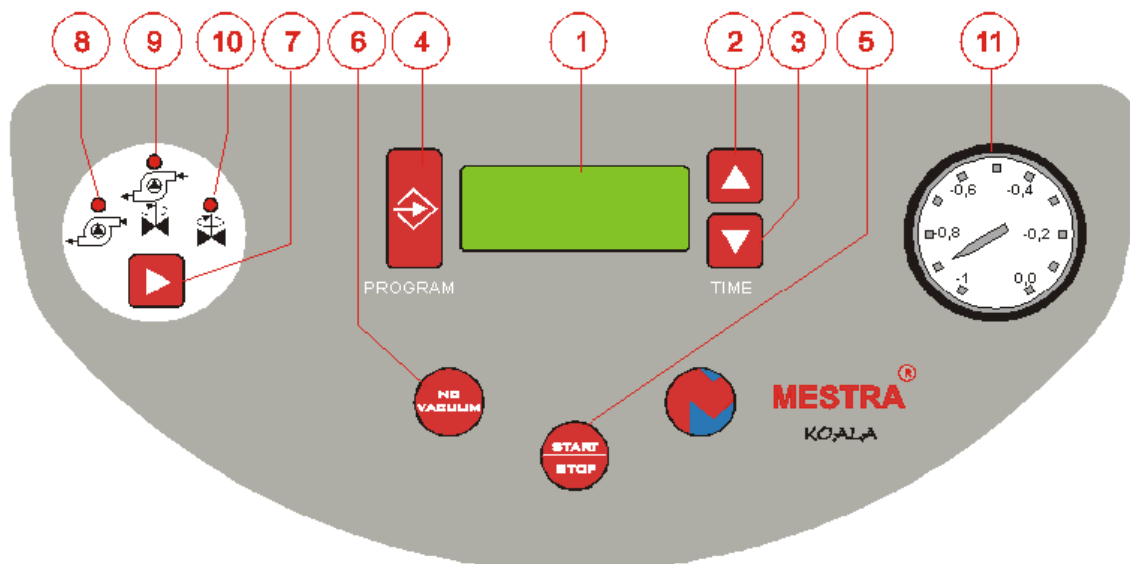 8 9 10 7 6 4 1 2 3 5 11
-0,6 -0,4
-0,8 -0,2
-1 0,0
PROGRAM TIME
NO
VACUUM
MESTRA ®
KOALA
START
STOP